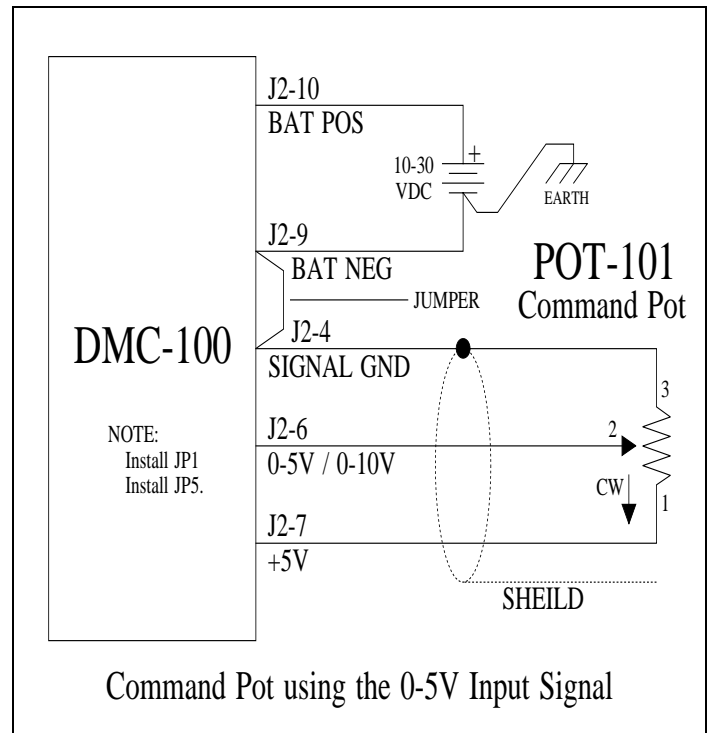 J2-10
BAT POS
10-30
VDC
+
EARTH
J2-9
BAT NEG
JUMPER
POT-101
Command Pot
DMC-100
J2-4
SIGNAL GND
3
NOTE:
Install JP1
Install JP5.
J2-6
0-5V / 0-10V
2
CW
1
J2-7
+5V
SHEILD
Command Pot using the 0-5V Input Signal